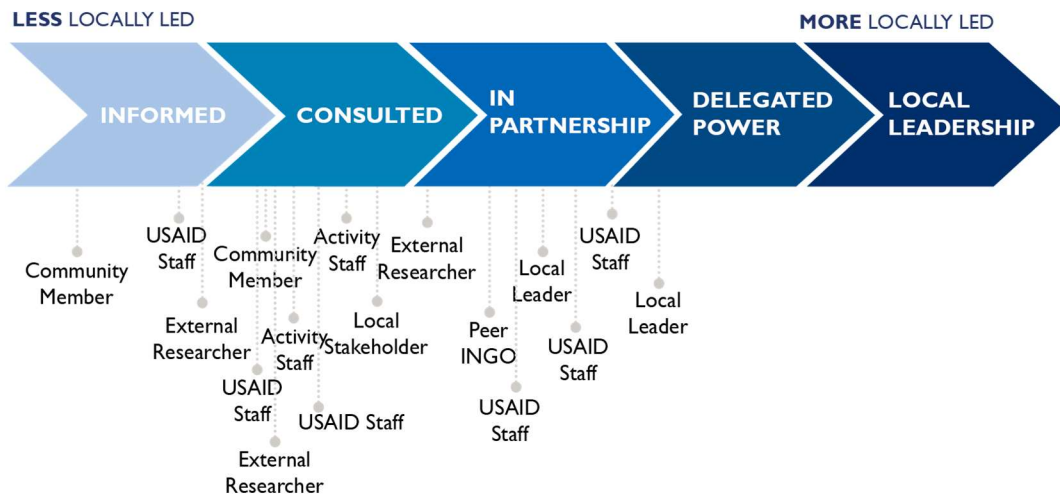 LESS LOCALLY LED
MORE LOCALLY LED
INFORMED
CONSULTED
IN
PARTNERSHIP
DELEGATED
POWER
LOCAL
LEADERSHIP
Community
Member
USAID
Staff
External
Researcher
USAID
Staff
Community
Member
External
Researcher
Activity
Staff
USAID Staff
Activity
Staff
Local
Stakeholder
External
Researcher
Peer
INGO
USAID
Staff
Local
Leader
USAID
Staff
USAID
Staff
Local
Leader